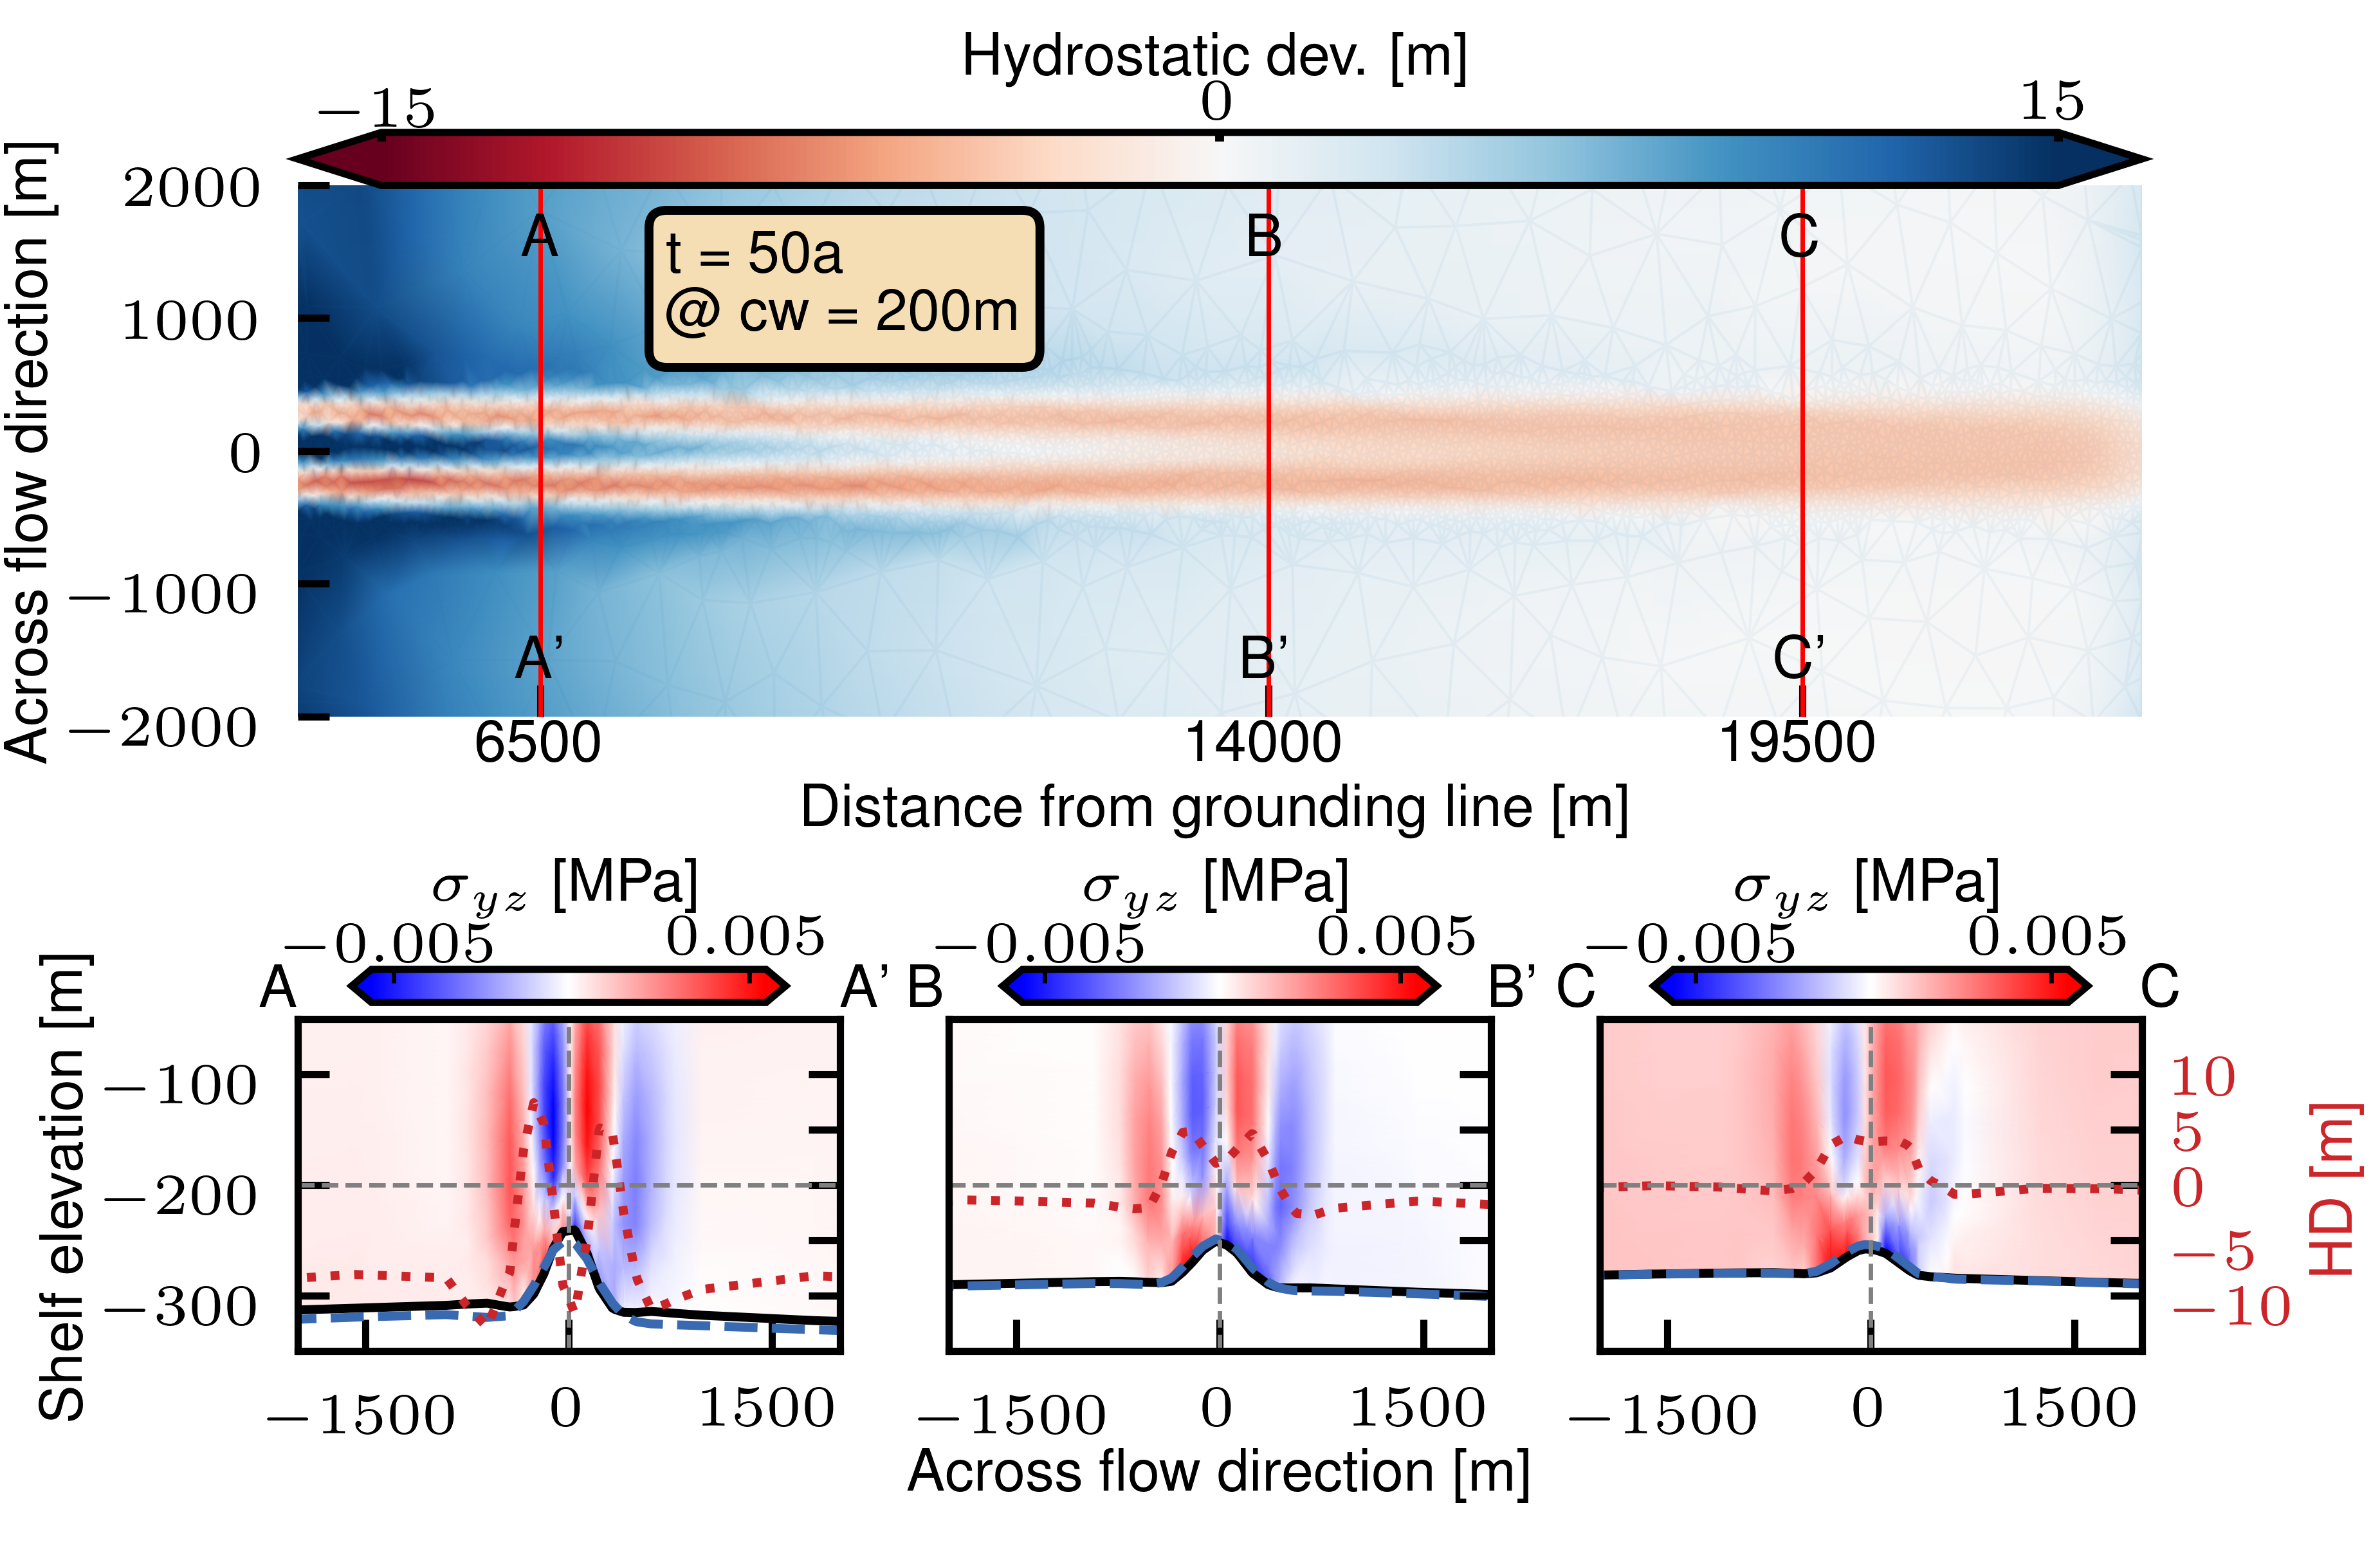 Hydrostatic dev. [m]
−15 0 15
Across flow direction [m]
2000
1000
0
−1000
−2000
A B C
t = 50a
@ cw = 200m
A' B' C'
6500 14000 19500
Distance from grounding line [m]
σyz [MPa] σyz [MPa] σyz [MPa]
−0.005 0.005 −0.005 0.005 −0.005 0.005
A A' B B' C C
Shelf elevation [m]
−100
−200
−300
10
5
0
−5
−10
HD [m]
−1500 0 1500 −1500 0 1500 −1500 0 1500
Across flow direction [m]